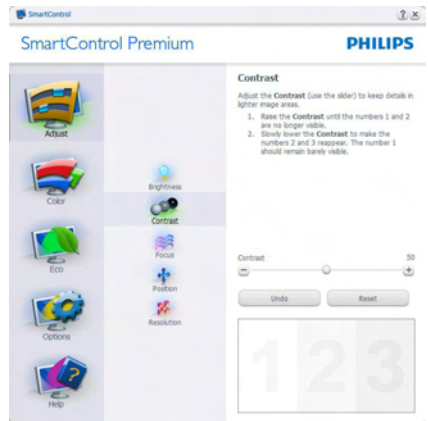 SmartControl
SmartControl Premium
PHILIPS
Adjust
Color
Eco
Options
Help
Brightness
Contrast
Focus
Position
Resolution
Contrast
Adjust the Contrast (use the slider) to keep details in
lighter image areas.
1. Raise the Contrast until the numbers 1 and 2
are no longer visible.
2. Slowly lower the Contrast to make the
numbers 2 and 3 reappear. The number 1
should remain barely visible.
Contrast 50
Undo Reset
1 2 3